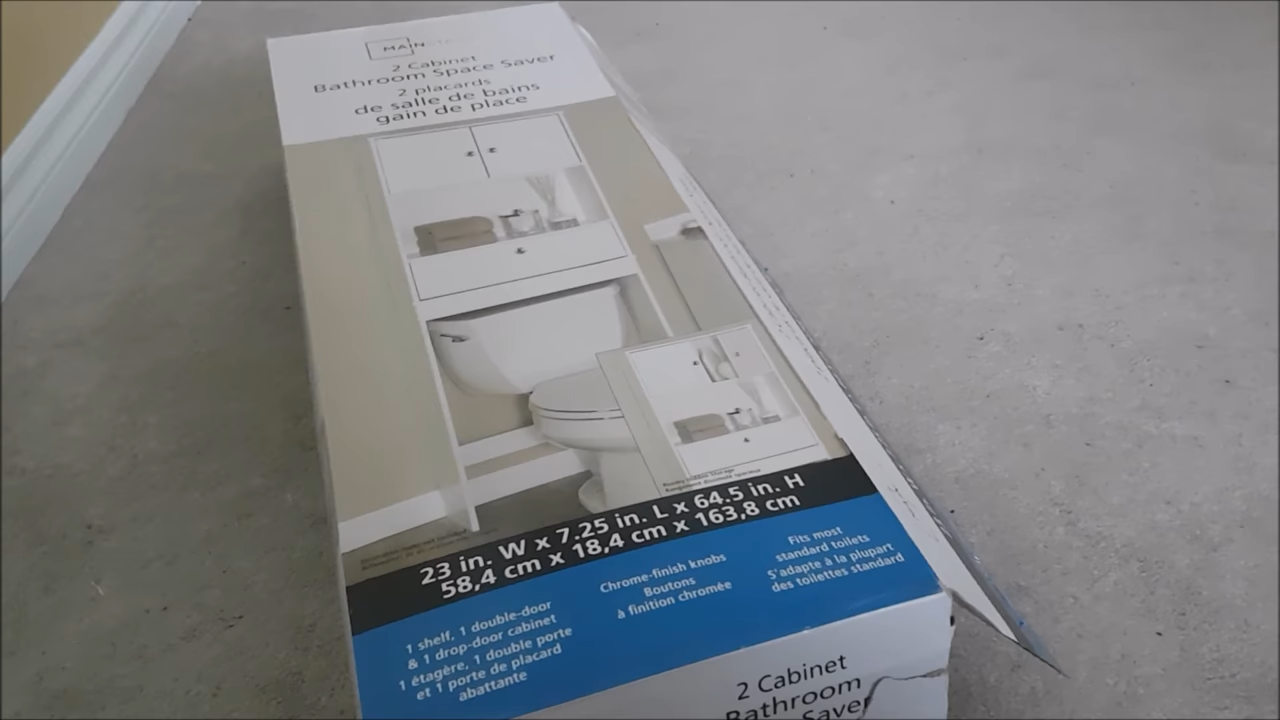 MAIN
2 Cabinet
Bathroom Space Saver
2 placards
de salle de bains
gain de place
23 in. W x 7.25 in. L x 64.5 in. H
58,4 cm x 18,4 cm x 163,8 cm
1 shelf, 1 double-door
& 1 drop-door cabinet
1 étagère, 1 double porte
et 1 porte de placard
abattante
Chrome-finish knobs
Boutons
à finition chromée
Fits most
standard toilets
S'adapte à la plupart
des toilettes standard
2 Cabinet
Bathroom
Saver